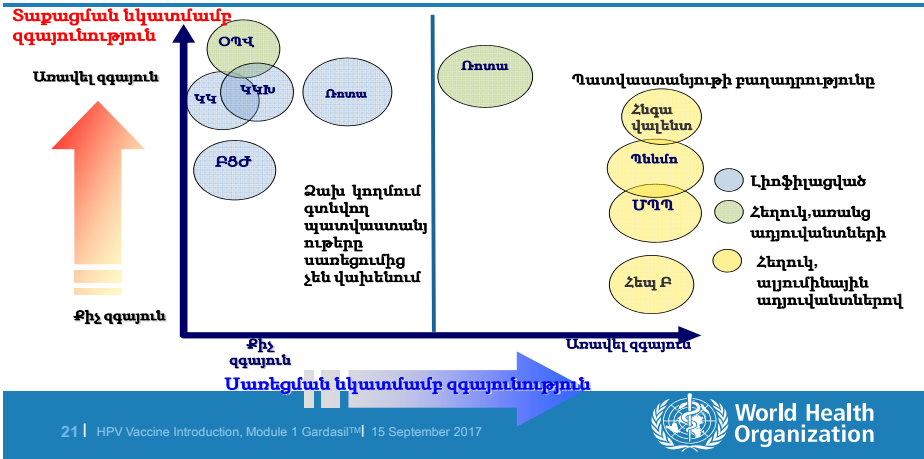 Տաքացման նկատմամբ
զգայունություն
Առավել զգայուն
ՕՊՎ
ԿԿ
ԿԿԽ
Ռոտա
Ռոտա
ԲՑԺ
Պատվաստանյութի բաղադրությունը
Հնգա
վալենտ
Պնևմո
ՄՊՊ
Հեպ Բ
Ձախ կողմում
գտնվող
պատվաստանյ
ութերը
սառեցումից
չեն վախենում
Լիոֆիլացված
Հեղուկ,առանց
ադյուվանտների
Հեղուկ,
ալյումինային
ադյուվանտներով
Քիչ զգայուն
Քիչ
զգայուն
Առավել զգայուն
Սառեցման նկատմամբ զգայունություն
21 | HPV Vaccine Introduction, Module 1 Gardasil™| 15 September 2017
World Health
Organization